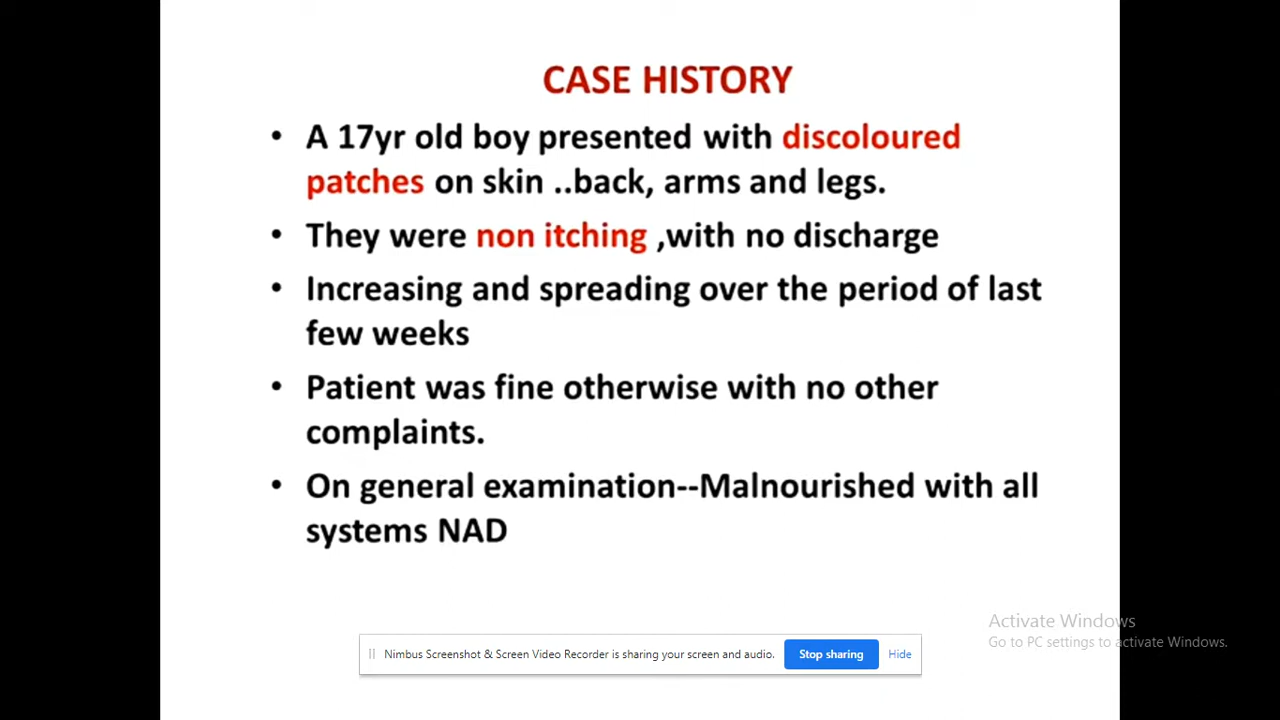 CASE HISTORY
• A 17yr old boy presented with discoloured
patches on skin ..back, arms and legs.
• They were non itching ,with no discharge
• Increasing and spreading over the period of last
few weeks
• Patient was fine otherwise with no other
complaints.
• On general examination--Malnourished with all
systems NAD
Activate Windows
Go to PC settings to activate Windows.
Nimbus Screenshot & Screen Video Recorder is sharing your screen and audio. Stop sharing Hide